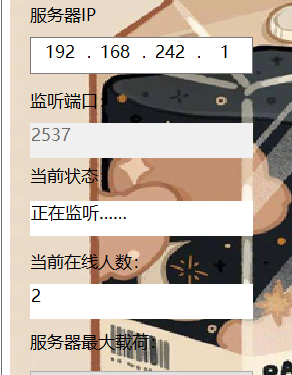 服务器IP
192 . 168 . 242 . 1
监听端口：
2537
当前状态：
正在监听......
当前在线人数：
2
服务器最大载荷：